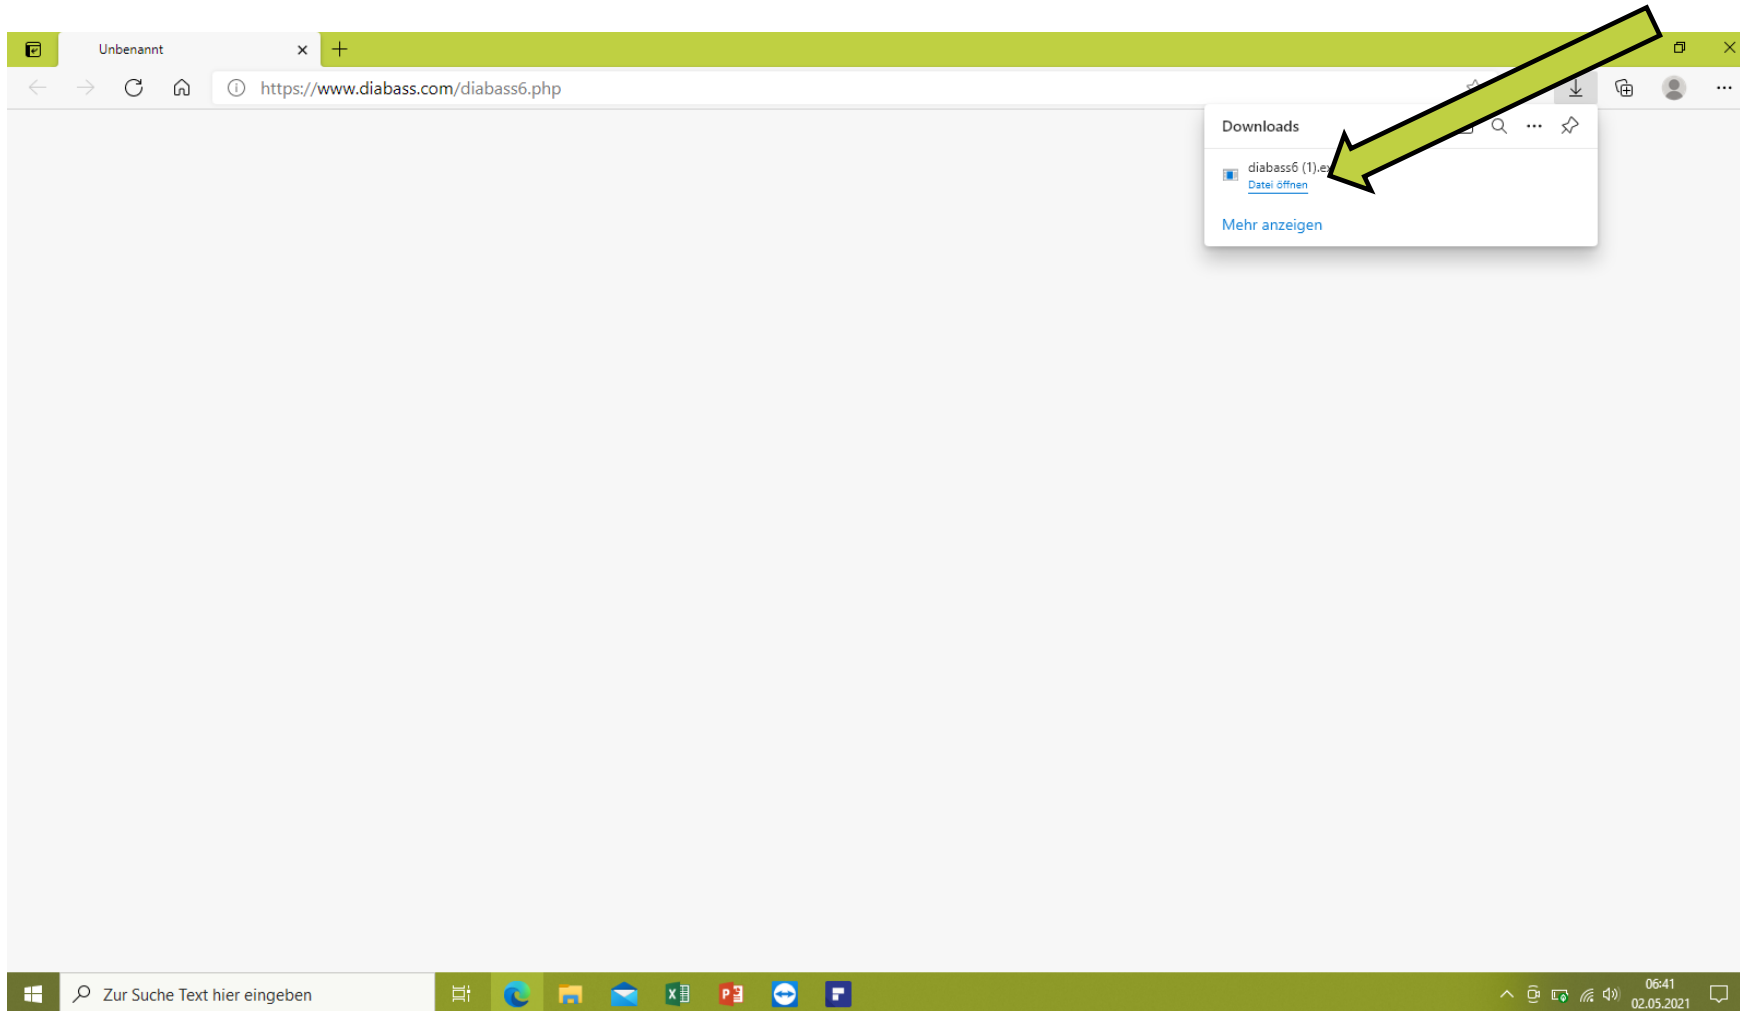 Unbenannt
https://www.diabass.com/diabass6.php
Downloads
diabass6 (1).ex
Datei öffnen
Mehr anzeigen
Zur Suche Text hier eingeben
06:41
02.05.2021